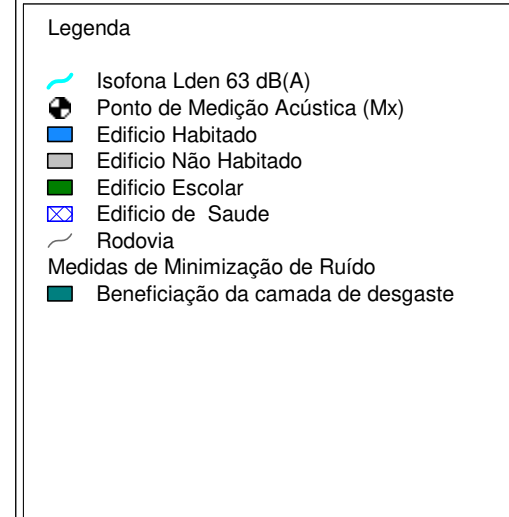 Legenda
Isofona Lden 63 dB(A)
Ponto de Medição Acústica (Mx)
Edificio Habitado
Edificio Não Habitado
Edificio Escolar
Edificio de  Saude
Rodovia
Medidas de Minimização de Ruído
Beneficiação da camada de desgaste